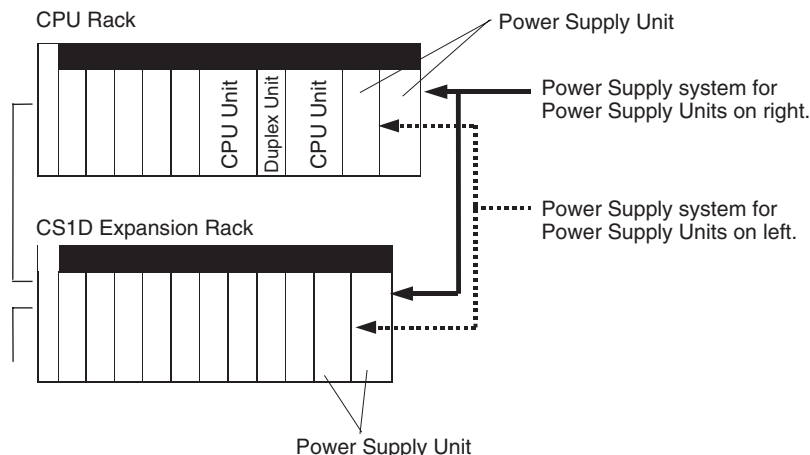 CPU Rack
Power Supply Unit
CPU Unit
Duplex Unit
CPU Unit
Power Supply system for
Power Supply Units on right.
Power Supply system for
Power Supply Units on left.
CS1D Expansion Rack
Power Supply Unit